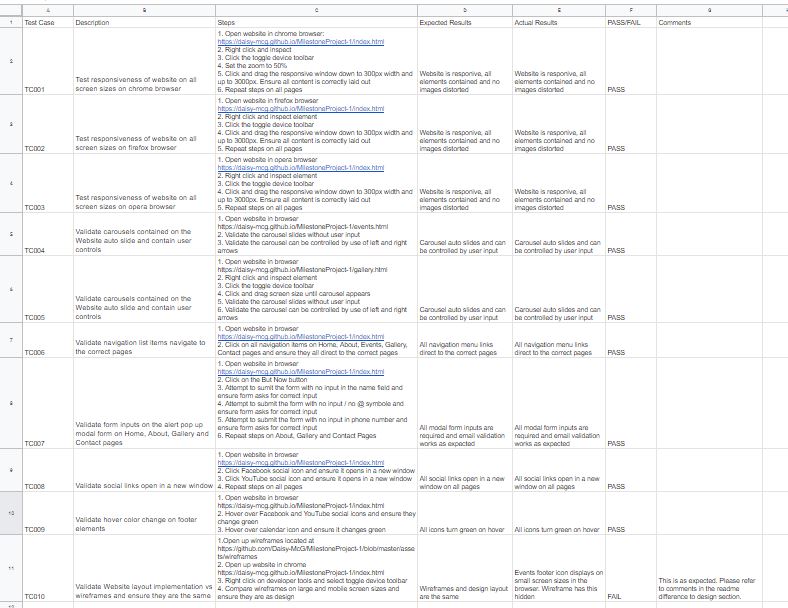 A B C D E F G
1 Test Case Description Steps Expected Results Actual Results PASS/FAIL Comments
2
TC001
Test responsiveness of website on all
screen sizes on chrome browser
1. Open website in chrome browser:
https://daisy-mcg.github.io/MilestoneProject-1/index.html
2. Right click and inspect
3. Click the toggle device toolbar
4. Set the zoom to 50%
5. Click and drag the responsive window down to 300px width and
up to 3000px. Ensure all content is correctly laid out
6. Repeat steps on all pages
Website is responive, all
elements contained and no
images distorted
Website is responive, all
elements contained and no
images distorted
PASS
3
TC002
Test responsiveness of website on all
screen sizes on firefox browser
1. Open website in firefox browser
https://daisy-mcg.github.io/MilestoneProject-1/index.html
2. Right click and inspect element
3. Click the toggle device toolbar
4. Click and drag the responsive window down to 300px width and
up to 3000px. Ensure all content is correctly laid out
5. Repeat steps on all pages
Website is responive, all
elements contained and no
images distorted
Website is responive, all
elements contained and no
images distorted
PASS
4
TC003
Test responsiveness of website on all
screen sizes on opera browser
1. Open website in opera browser
https://daisy-mcg.github.io/MilestoneProject-1/index.html
2. Right click and inspect element
3. Click the toggle device toolbar
4. Click and drag the responsive window down to 300px width and
up to 3000px. Ensure all content is correctly laid out
5. Repeat steps on all pages
Website is responive, all
elements contained and no
images distorted
Website is responive, all
elements contained and no
images distorted
PASS
5
TC004
Validate carousels contained on the
Website auto slide and contain user
controls
1. Open website in browser
https://daisy-mcg.github.io/MilestoneProject-1/events.html
2. Validate the carousel slides without user input
3. Validate the carousel can be controlled by use of left and right
arrows
Carousel auto slides and can
be controlled by user input
Carousel auto slides and can
be controlled by user input
PASS
6
TC005
Validate carousels contained on the
Website auto slide and contain user
controls
1. Open website in browser
https://daisy-mcg.github.io/MilestoneProject-1/gallery.html
2. Right click and inspect element
3. Click the toggle device toolbar
4. Click and drag screen size until carousel appears
5. Validate the carousel slides without user input
6. Validate the carousel can be controlled by use of left and right
arrows
Carousel auto slides and can
be controlled by user input
Carousel auto slides and can
be controlled by user input
PASS
7
TC006
Validate navigation list items navigate to
the correct pages
1. Open website in browser
https://daisy-mcg.github.io/MilestoneProject-1/index.html
2. Click on all navigation items on Home, About, Events, Gallery,
Contact pages and ensure they all direct to the correct pages
All navigation menu links
direct to the correct pages
All navigation menu links
direct to the correct pages
PASS
8
TC007
Validate form inputs on the alert pop up
modal form on Home, About, Gallery and
Contact pages
1. Open website in browser
https://daisy-mcg.github.io/MilestoneProject-1/index.html
2. Click on the But Now button
3. Attempt to sumit the form with no input in the name field and
ensure form asks for correct input
4. Attempt to submit the form with no input / no @ symbole and
ensure form asks for correct input
5. Attempt to submit the form with no input in phone number and
ensure form asks for correct input
6. Repeat steps on About, Gallery and Contact Pages
All modal form inputs are
required and email validation
works as expected
All modal form inputs are
required and email validation
works as expected
PASS
9
TC008
Validate social links open in a new window
1. Open website in browser
https://daisy-mcg.github.io/MilestoneProject-1/index.html
2. Click Facebook social icon and ensure it opens in a new window
3. Click YouTube social icon and ensure it opens in a new window
4. Repeat steps on all pages
All social links open in a new
window on all pages
All social links open in a new
window on all pages
PASS
10
TC009
Validate hover color change on footer
elements
1. Open website in browser
https://daisy-mcg.github.io/MilestoneProject-1/index.html
2. Hover over Facebook and YouTube social icons and ensure they
change green
3. Hover over calendar icon and ensure it changes green
All icons turn green on hover
All icons turn green on hover
PASS
11
TC010
Validate Website layout implementation vs
wireframes and ensure they are the same
1.Open up wireframes located at
https://github.com/Daisy-McG/MilestoneProject-1/blob/master/asse
ts/wireframes
2. Open up website in chrome
https://daisy-mcg.github.io/MilestoneProject-1/index.html
3. Right click on developer tools and select toggle device toolbar
4. Compare wireframes on large and mobile screen sizes and
ensure they are as design
Wireframes and design layout
are the same
Events footer icon displays on
small screen sizes in the
browser. Wireframe has this
hidden
FAIL
This is as expected. Please refer
to comments in the readme
difference to design section.